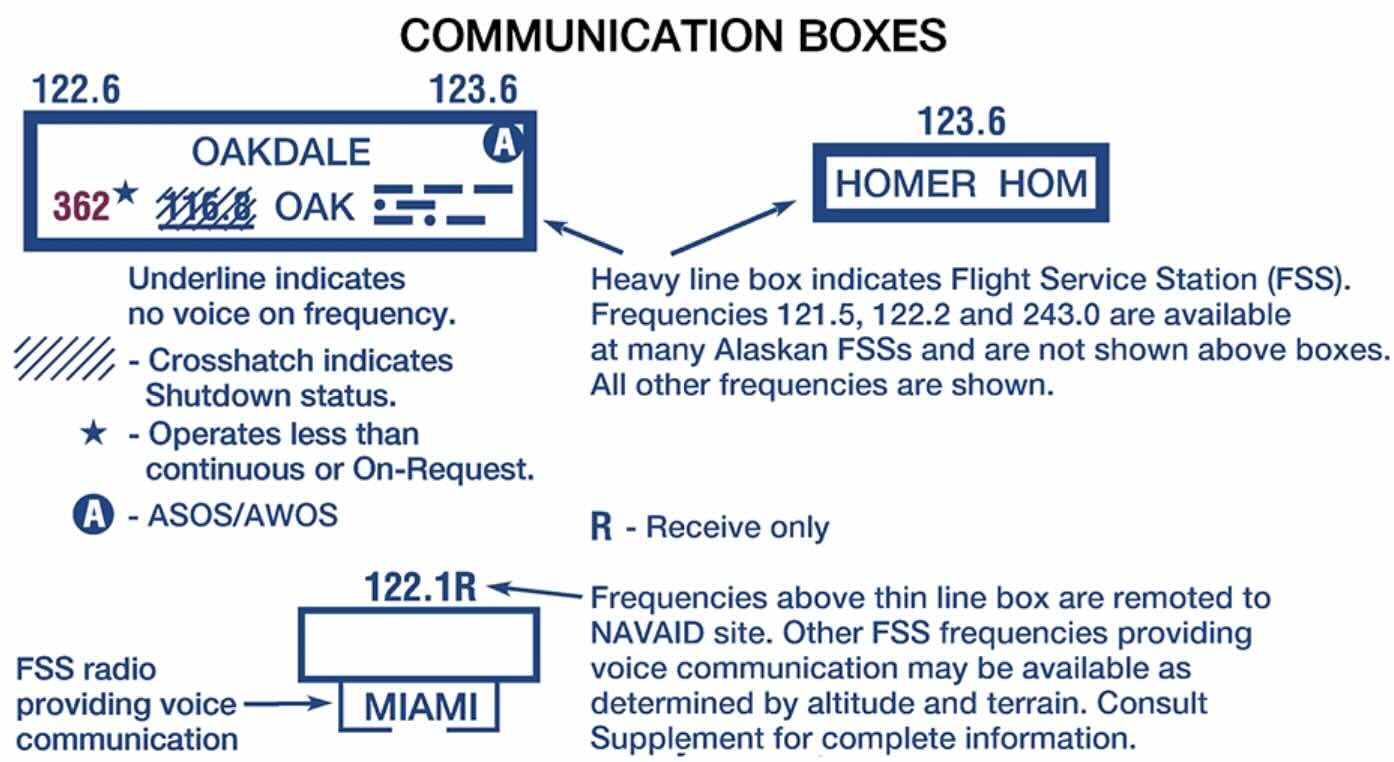 COMMUNICATION BOXES
122.6 123.6
OAKDALE A
362★ 116.8 OAK
Underline indicates
no voice on frequency.
- Crosshatch indicates
Shutdown status.
★ - Operates less than
continuous or On-Request.
A - ASOS/AWOS
123.6
HOMER HOM
Heavy line box indicates Flight Service Station (FSS).
Frequencies 121.5, 122.2 and 243.0 are available
at many Alaskan FSSs and are not shown above boxes.
All other frequencies are shown.
R - Receive only
122.1R
MIAMI
FSS radio
providing voice
communication
Frequencies above thin line box are remoted to
NAVAID site. Other FSS frequencies providing
voice communication may be available as
determined by altitude and terrain. Consult
Supplement for complete information.